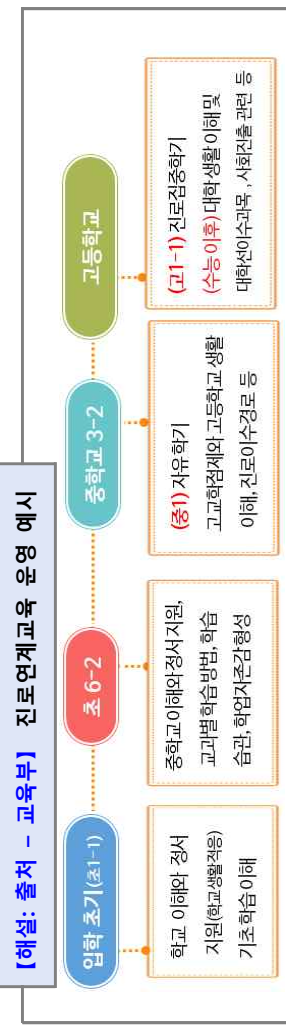 [해설: 출처 – 교육부] 진로연계교육 운영 예시
입학 초기(초1-1)
학교 이해와 정서
지원(학교생활적응)
기초 학습 이해
초 6-2
중학교 이해와 정서 지원,
교과별 학습 방법, 학습
습관, 학업자존감 형성
중학교 3-2
(중1) 자유학기
고교학점제와 고등학교 생활
이해, 진로이수경로 등
고등학교
(고1-1) 진로집중학기
(수능 이후) 대학 생활 이해 및
대학선이수과목 , 사회진출 관련 등